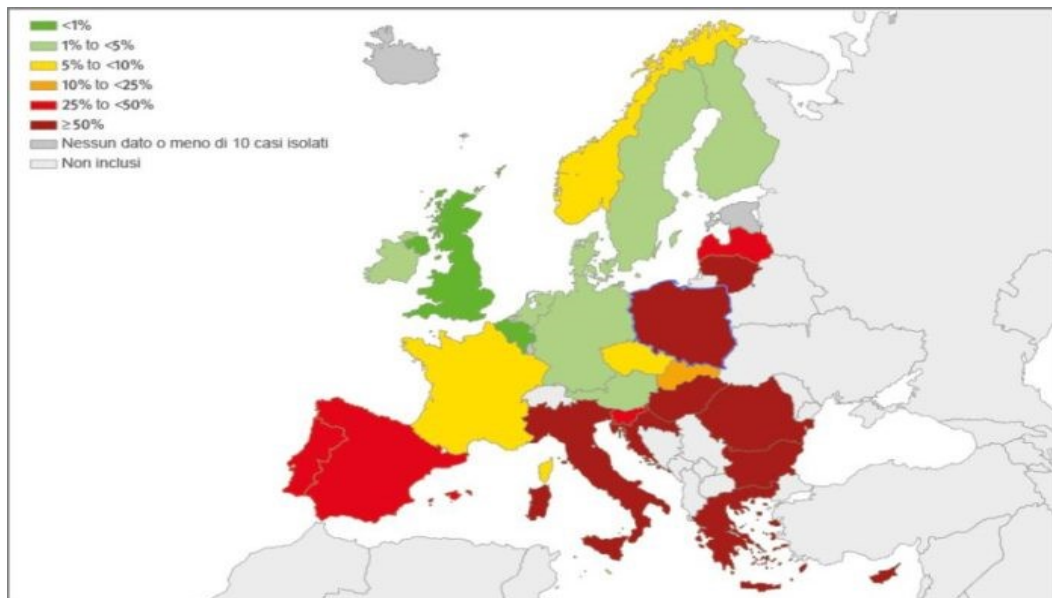 <1%
1% to <5%
5% to <10%
10% to <25%
25% to <50%
≥50%
Nessun dato o meno di 10 casi isolati
Non inclusi